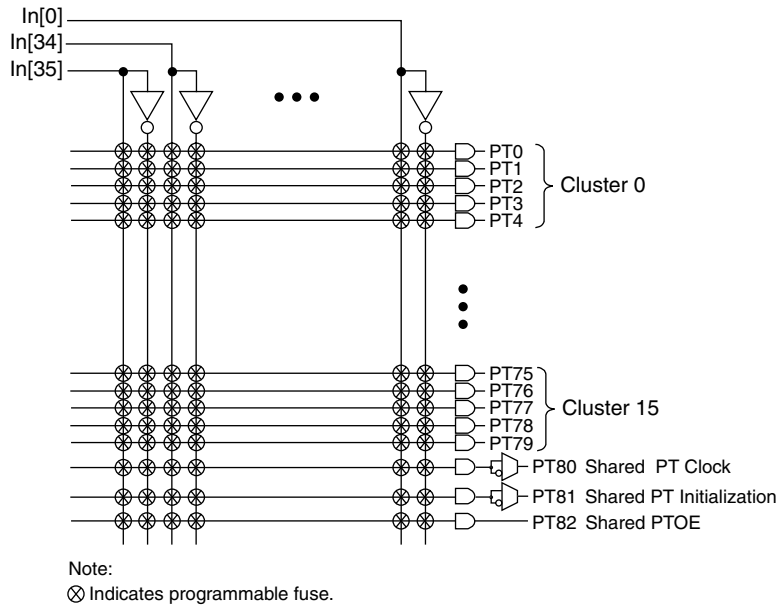 In[0]
In[34]
In[35]
PT0
PT1
PT2
PT3
PT4
Cluster 0
PT75
PT76
PT77
PT78
PT79
Cluster 15
PT80 Shared PT Clock
PT81 Shared PT Initialization
PT82 Shared PTOE
Note:
Indicates programmable fuse.